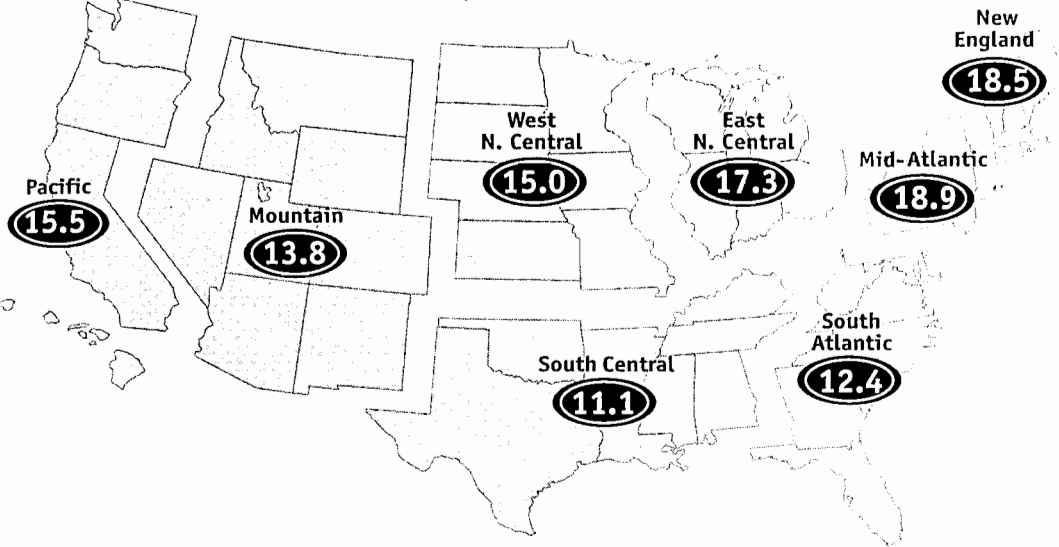 New
England
18.5
West
N. Central
15.0
East
N. Central
17.3
Mid-Atlantic
18.9
Pacific
15.5
Mountain
13.8
South
Atlantic
12.4
South Central
11.1